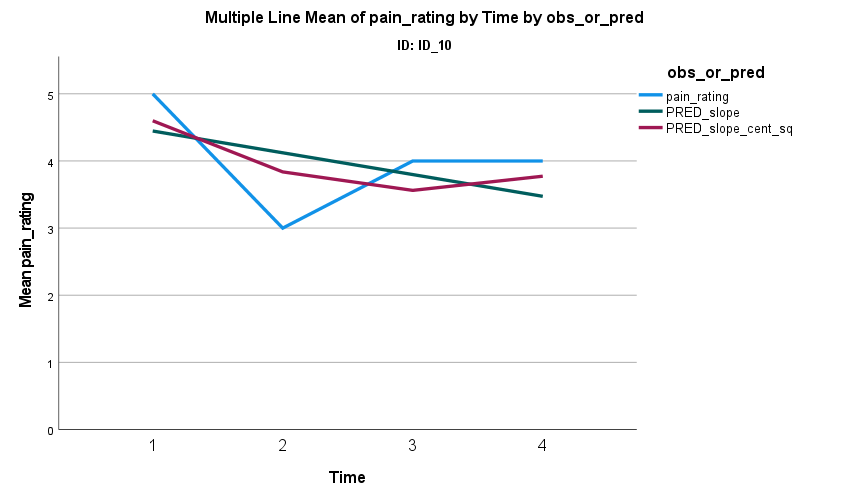 Multiple Line Mean of pain_rating by Time by obs_or_pred
ID: ID_10
obs_or_pred
pain_rating
PRED_slope
PRED_slope_cent_sq
Mean pain_rating
5
4
3
2
1
0
1 2 3 4
Time